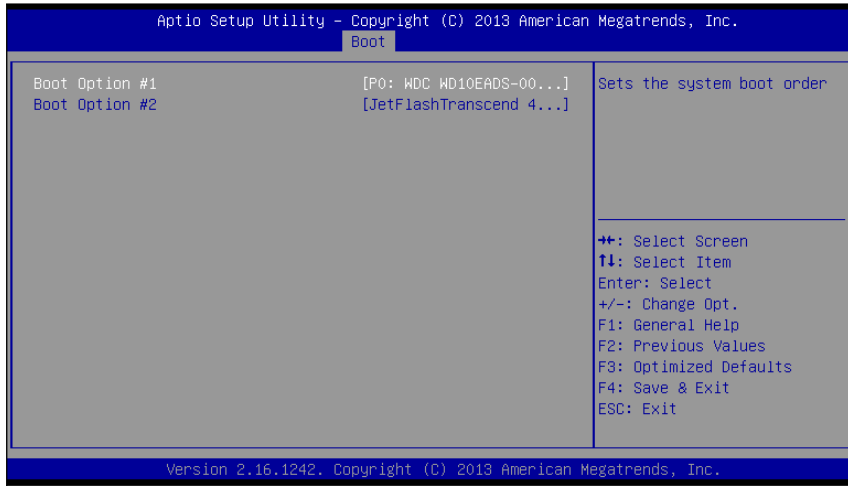 Aptio Setup Utility – Copyright (C) 2013 American Megatrends, Inc.
Boot
Boot Option #1 [P0: WDC WD10EADS-00...]
Boot Option #2 [JetFlashTranscend 4...]
Sets the system boot order
→←: Select Screen
↑↓: Select Item
Enter: Select
+/-: Change Opt.
F1: General Help
F2: Previous Values
F3: Optimized Defaults
F4: Save & Exit
ESC: Exit
Version 2.16.1242. Copyright (C) 2013 American Megatrends, Inc.